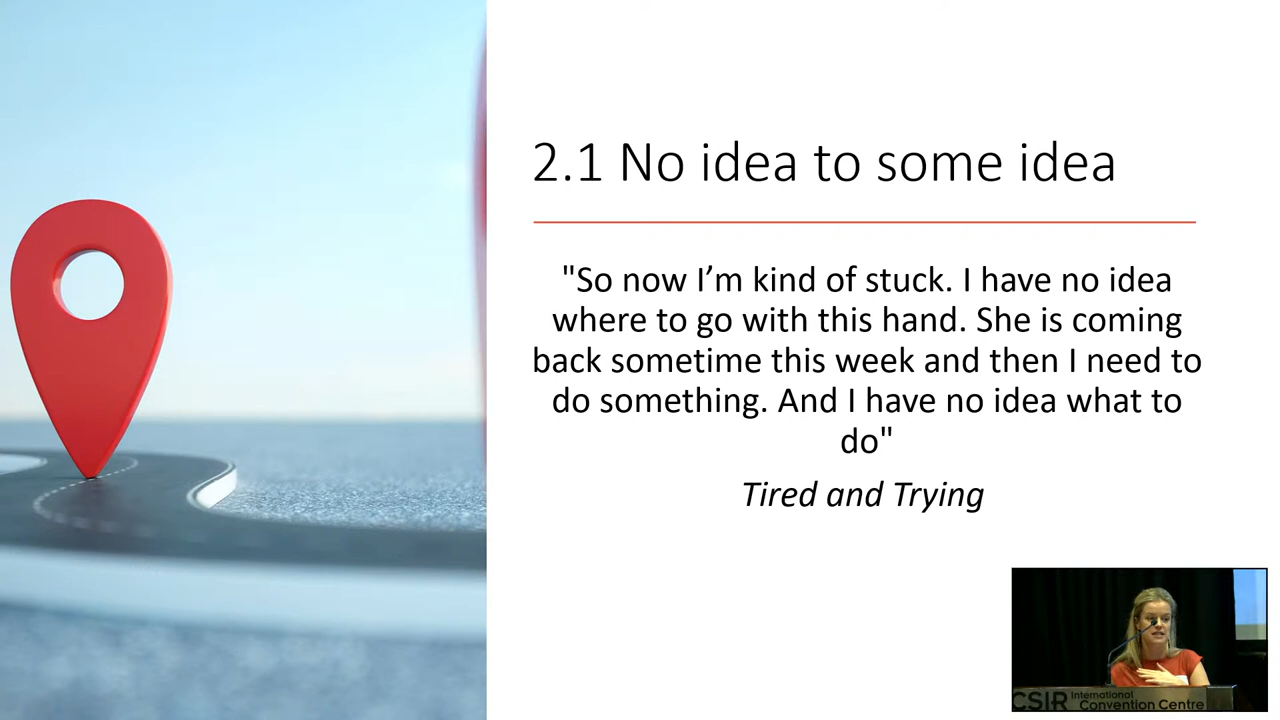 2.1 No idea to some idea
"So now I’m kind of stuck. I have no idea
where to go with this hand. She is coming
back sometime this week and then I need to
do something. And I have no idea what to
do"
Tired and Trying
CSIR International
Convention Centre